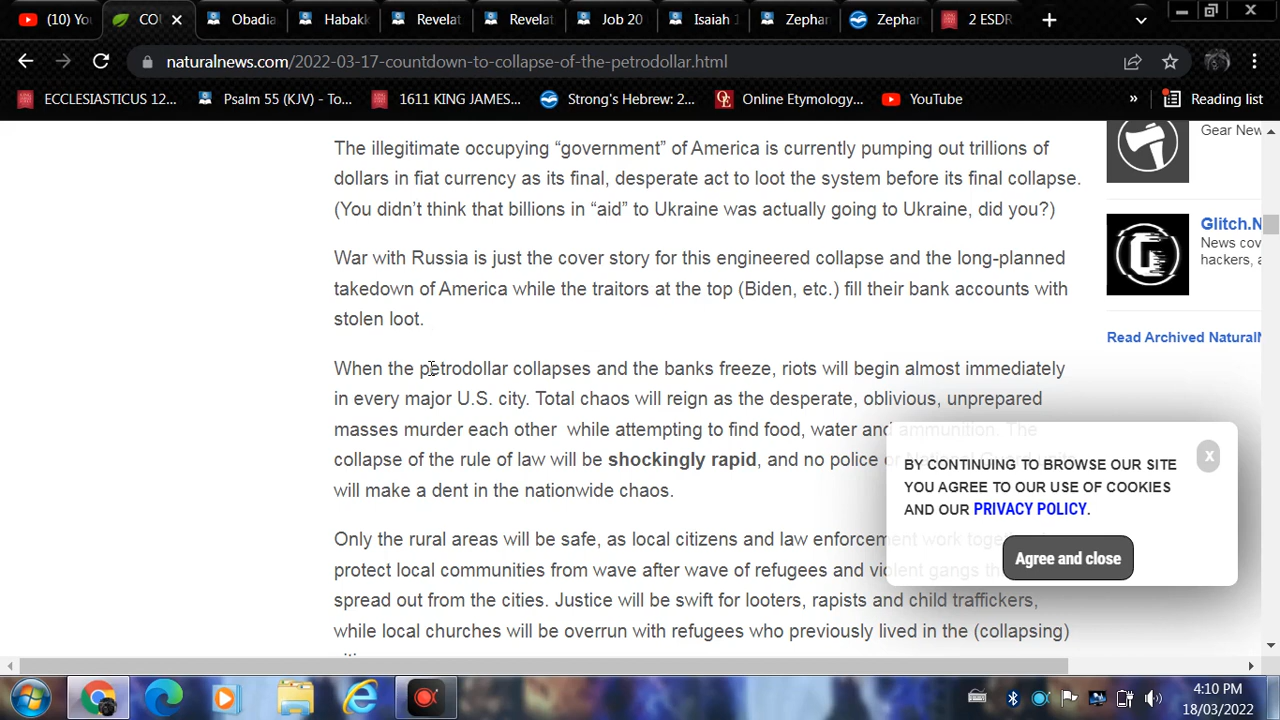 (10) You
COU
Obadia
Habakk
Revelat
Revelat
Job 20
Isaiah 1
Zephar
Zephar
2 ESDR
naturalnews.com/2022-03-17-countdown-to-collapse-of-the-petrodollar.html
ECCLESIASTICUS 12...
Psalm 55 (KJV) - To...
1611 KING JAMES...
Strong's Hebrew: 2...
OE
Online Etymology...
YouTube
»
Reading list
The illegitimate occupying “government” of America is currently pumping out trillions of
dollars in fiat currency as its final, desperate act to loot the system before its final collapse.
(You didn’t think that billions in “aid” to Ukraine was actually going to Ukraine, did you?)
War with Russia is just the cover story for this engineered collapse and the long-planned
takedown of America while the traitors at the top (Biden, etc.) fill their bank accounts with
stolen loot.
When the petrodollar collapses and the banks freeze, riots will begin almost immediately
in every major U.S. city. Total chaos will reign as the desperate, oblivious, unprepared
masses murder each other while attempting to find food, water and ammunition. The
collapse of the rule of law will be shockingly rapid, and no police or
will make a dent in the nationwide chaos.
Only the rural areas will be safe, as local citizens and law enforcement work
protect local communities from wave after wave of refugees and violent gangs
spread out from the cities. Justice will be swift for looters, rapists and child traffickers,
while local churches will be overrun with refugees who previously lived in the (collapsing)
Gear New
Glitch.N
News cov
hackers, a
Read Archived NaturalN
BY CONTINUING TO BROWSE OUR SITE
YOU AGREE TO OUR USE OF COOKIES
AND OUR PRIVACY POLICY.
x
Agree and close
4:10 PM
18/03/2022